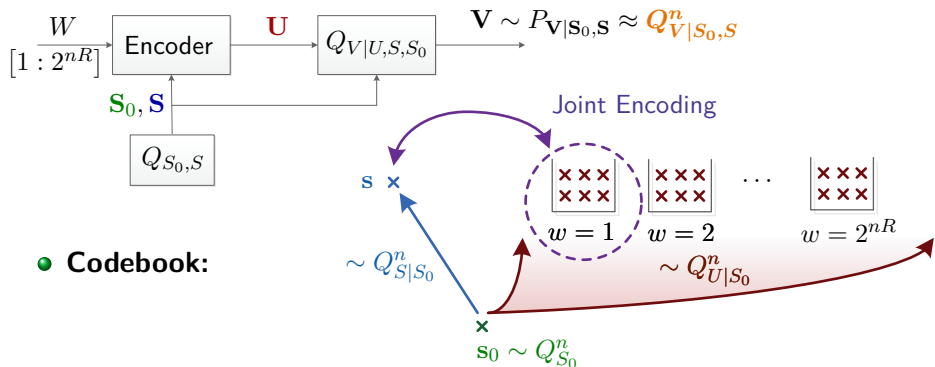 W
[1 : 2^{nR}]
Encoder
U
Q_{V|U,S,S_0}
V ∼ P_{V|S_0,S} ≈ Q^n_{V|S_0,S}
S_0, S
Q_{S_0,S}
Joint Encoding
s
...
w = 1
w = 2
w = 2^{nR}
Codebook:
∼ Q^n_{S|S_0}
∼ Q^n_{U|S_0}
s_0 ∼ Q^n_{S_0}